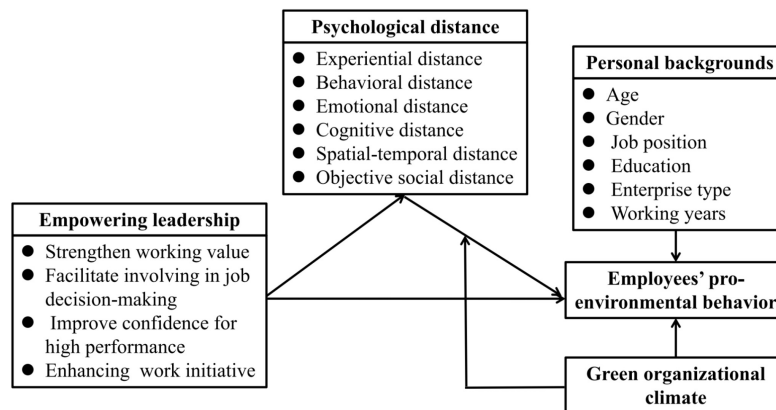 Psychological distance
● Experiential distance
● Behavioral distance
● Emotional distance
● Cognitive distance
● Spatial-temporal distance
● Objective social distance
Personal backgrounds
● Age
● Gender
● Job position
● Education
● Enterprise type
● Working years
Empowering leadership
● Strengthen working value
● Facilitate involving in job
decision-making
● Improve confidence for
high performance
● Enhancing work initiative
Employees’ pro-
environmental behavior
Green organizational
climate